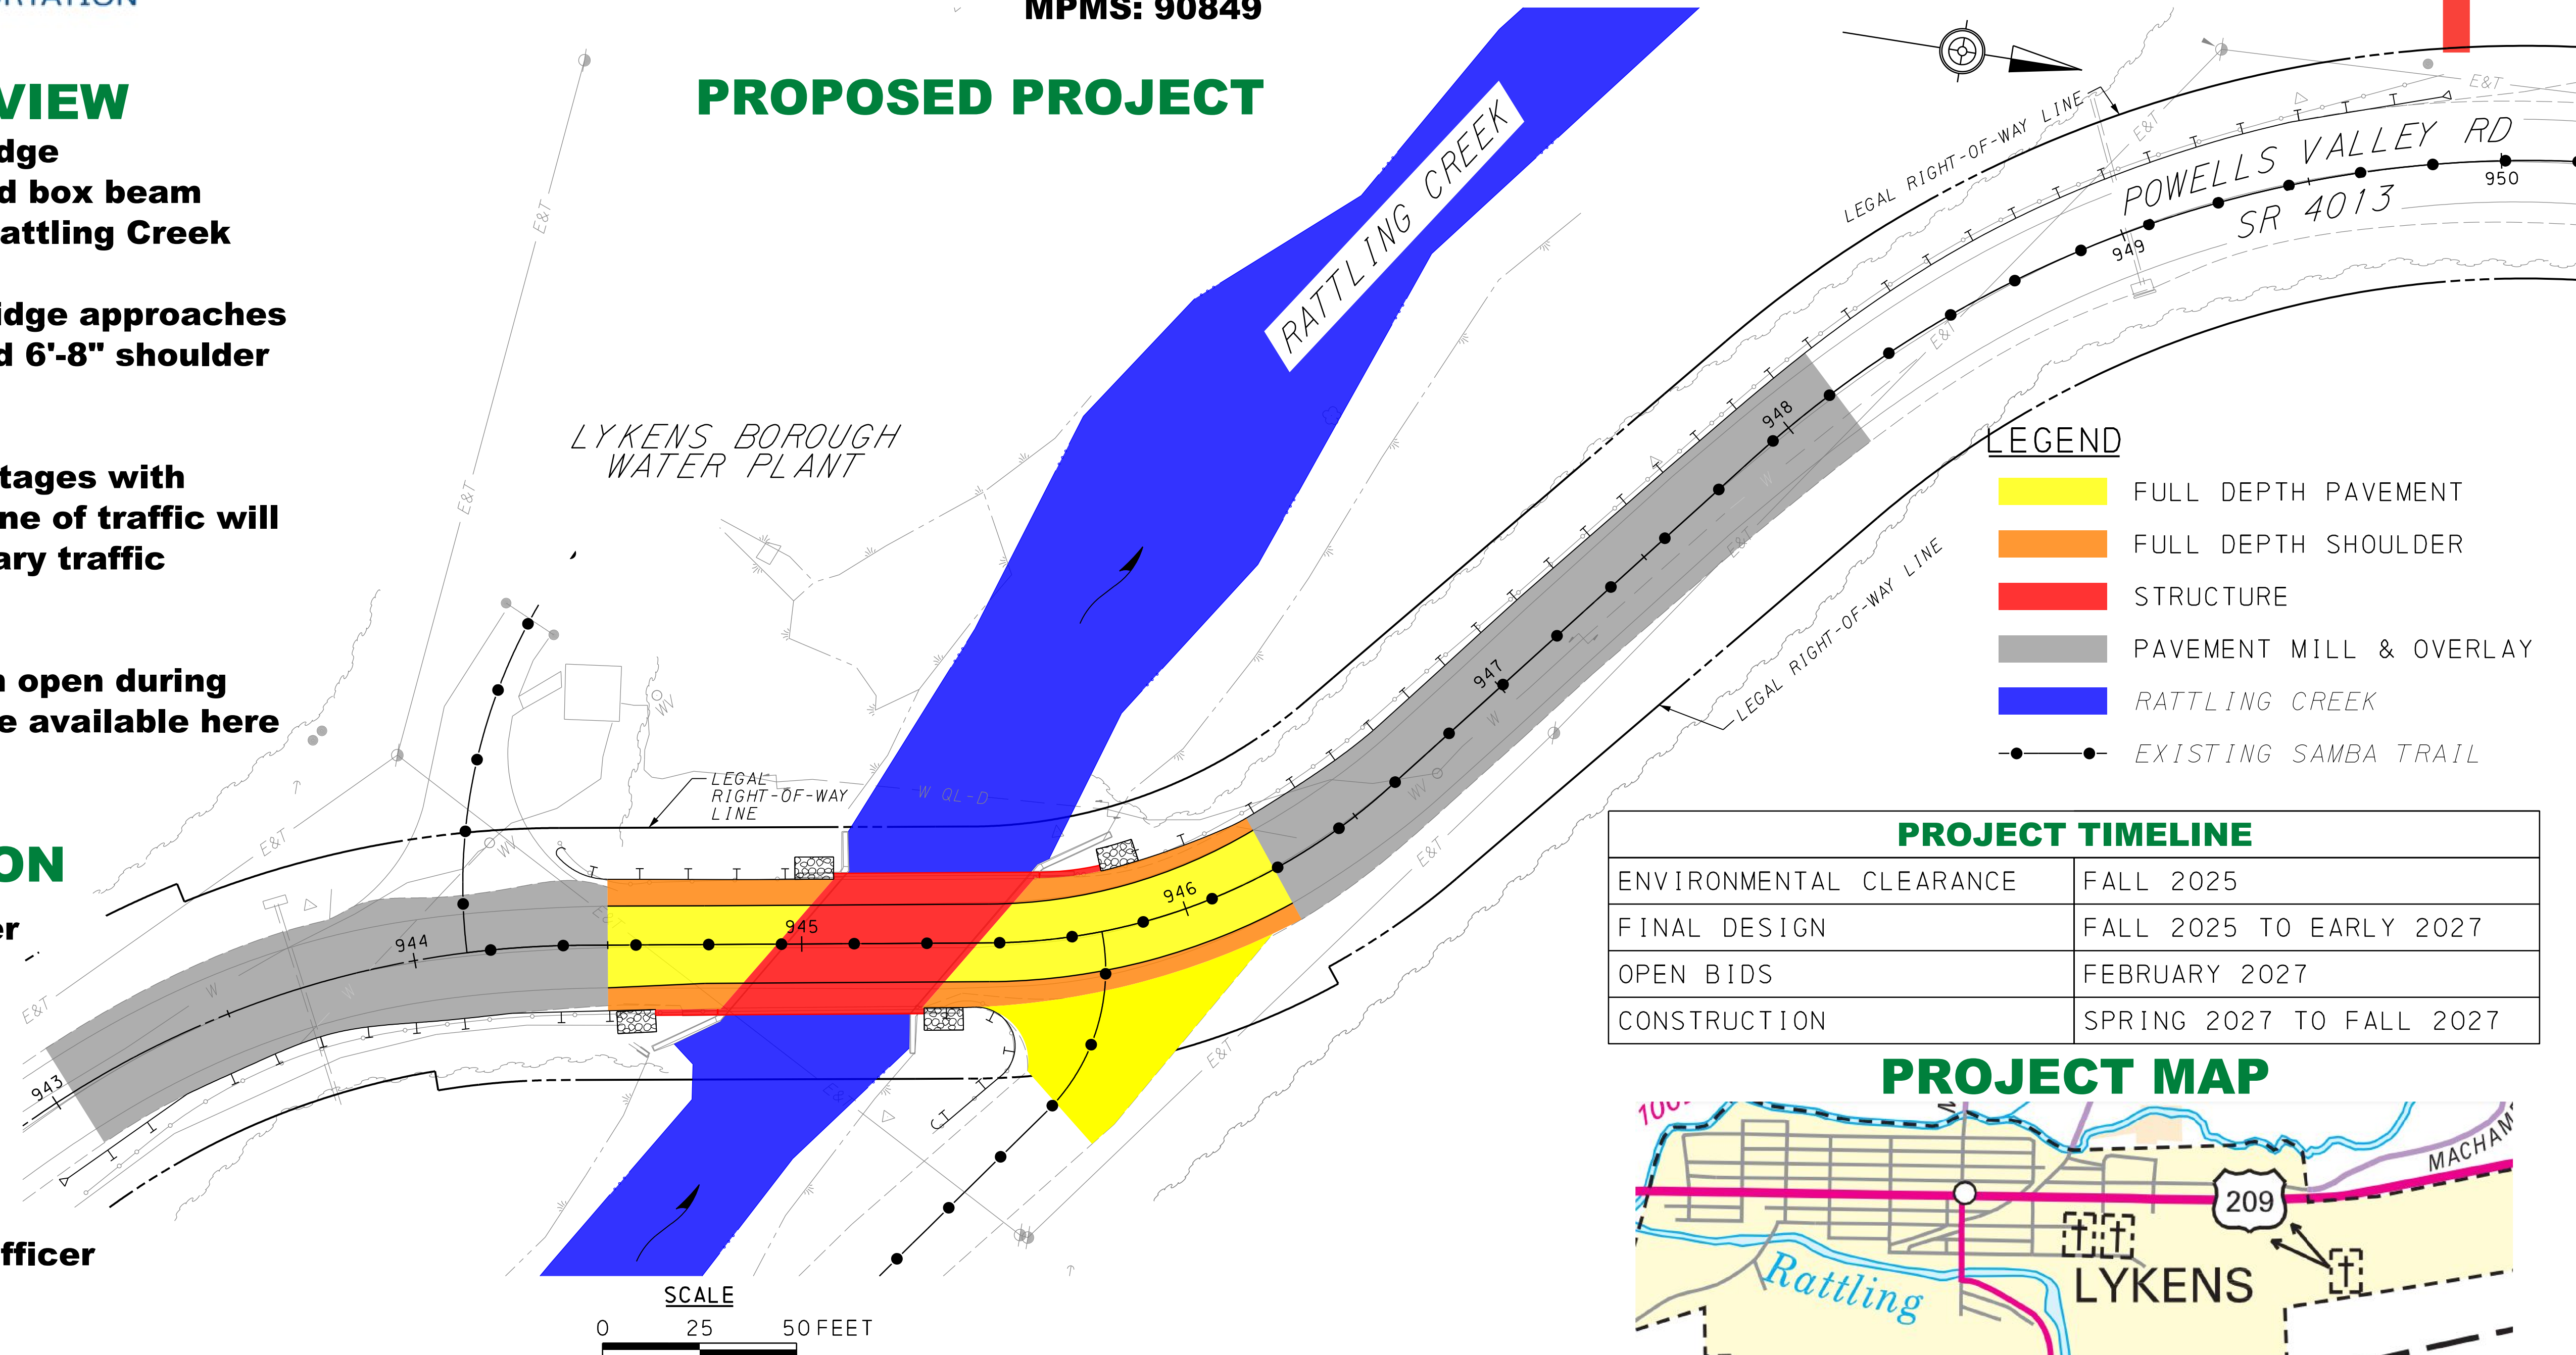 MPMS: 90849
PROPOSED PROJECT
VIEW
dge
d box beam
attling Creek
idge approaches
d 6'-8" shoulder
tages with
ne of traffic will
ary traffic
n open during
e available here
ON
er
fficer
RATTLING CREEK
LYKENS BOROUGH
WATER PLANT
LEGAL
RIGHT-OF-WAY
LINE
LEGAL RIGHT-OF-WAY LINE
LEGAL RIGHT-OF-WAY LINE
POWELLS VALLEY RD
SR 4013
943
944
945
946
947
948
949
950
E&T
E&T
E&T
E&T
E&T
E&T
E&T
E&T
E&T
E&T
W QL-D
WV
WV
WV
W
W
W
W
LEGEND
FULL DEPTH PAVEMENT
FULL DEPTH SHOULDER
STRUCTURE
PAVEMENT MILL & OVERLAY
RATTLING CREEK
EXISTING SAMBA TRAIL
PROJECT TIMELINE
ENVIRONMENTAL CLEARANCE FALL 2025
FINAL DESIGN FALL 2025 TO EARLY 2027
OPEN BIDS FEBRUARY 2027
CONSTRUCTION SPRING 2027 TO FALL 2027
PROJECT MAP
MACHAM
209
Rattling
LYKENS
SCALE
0 25 50 FEET